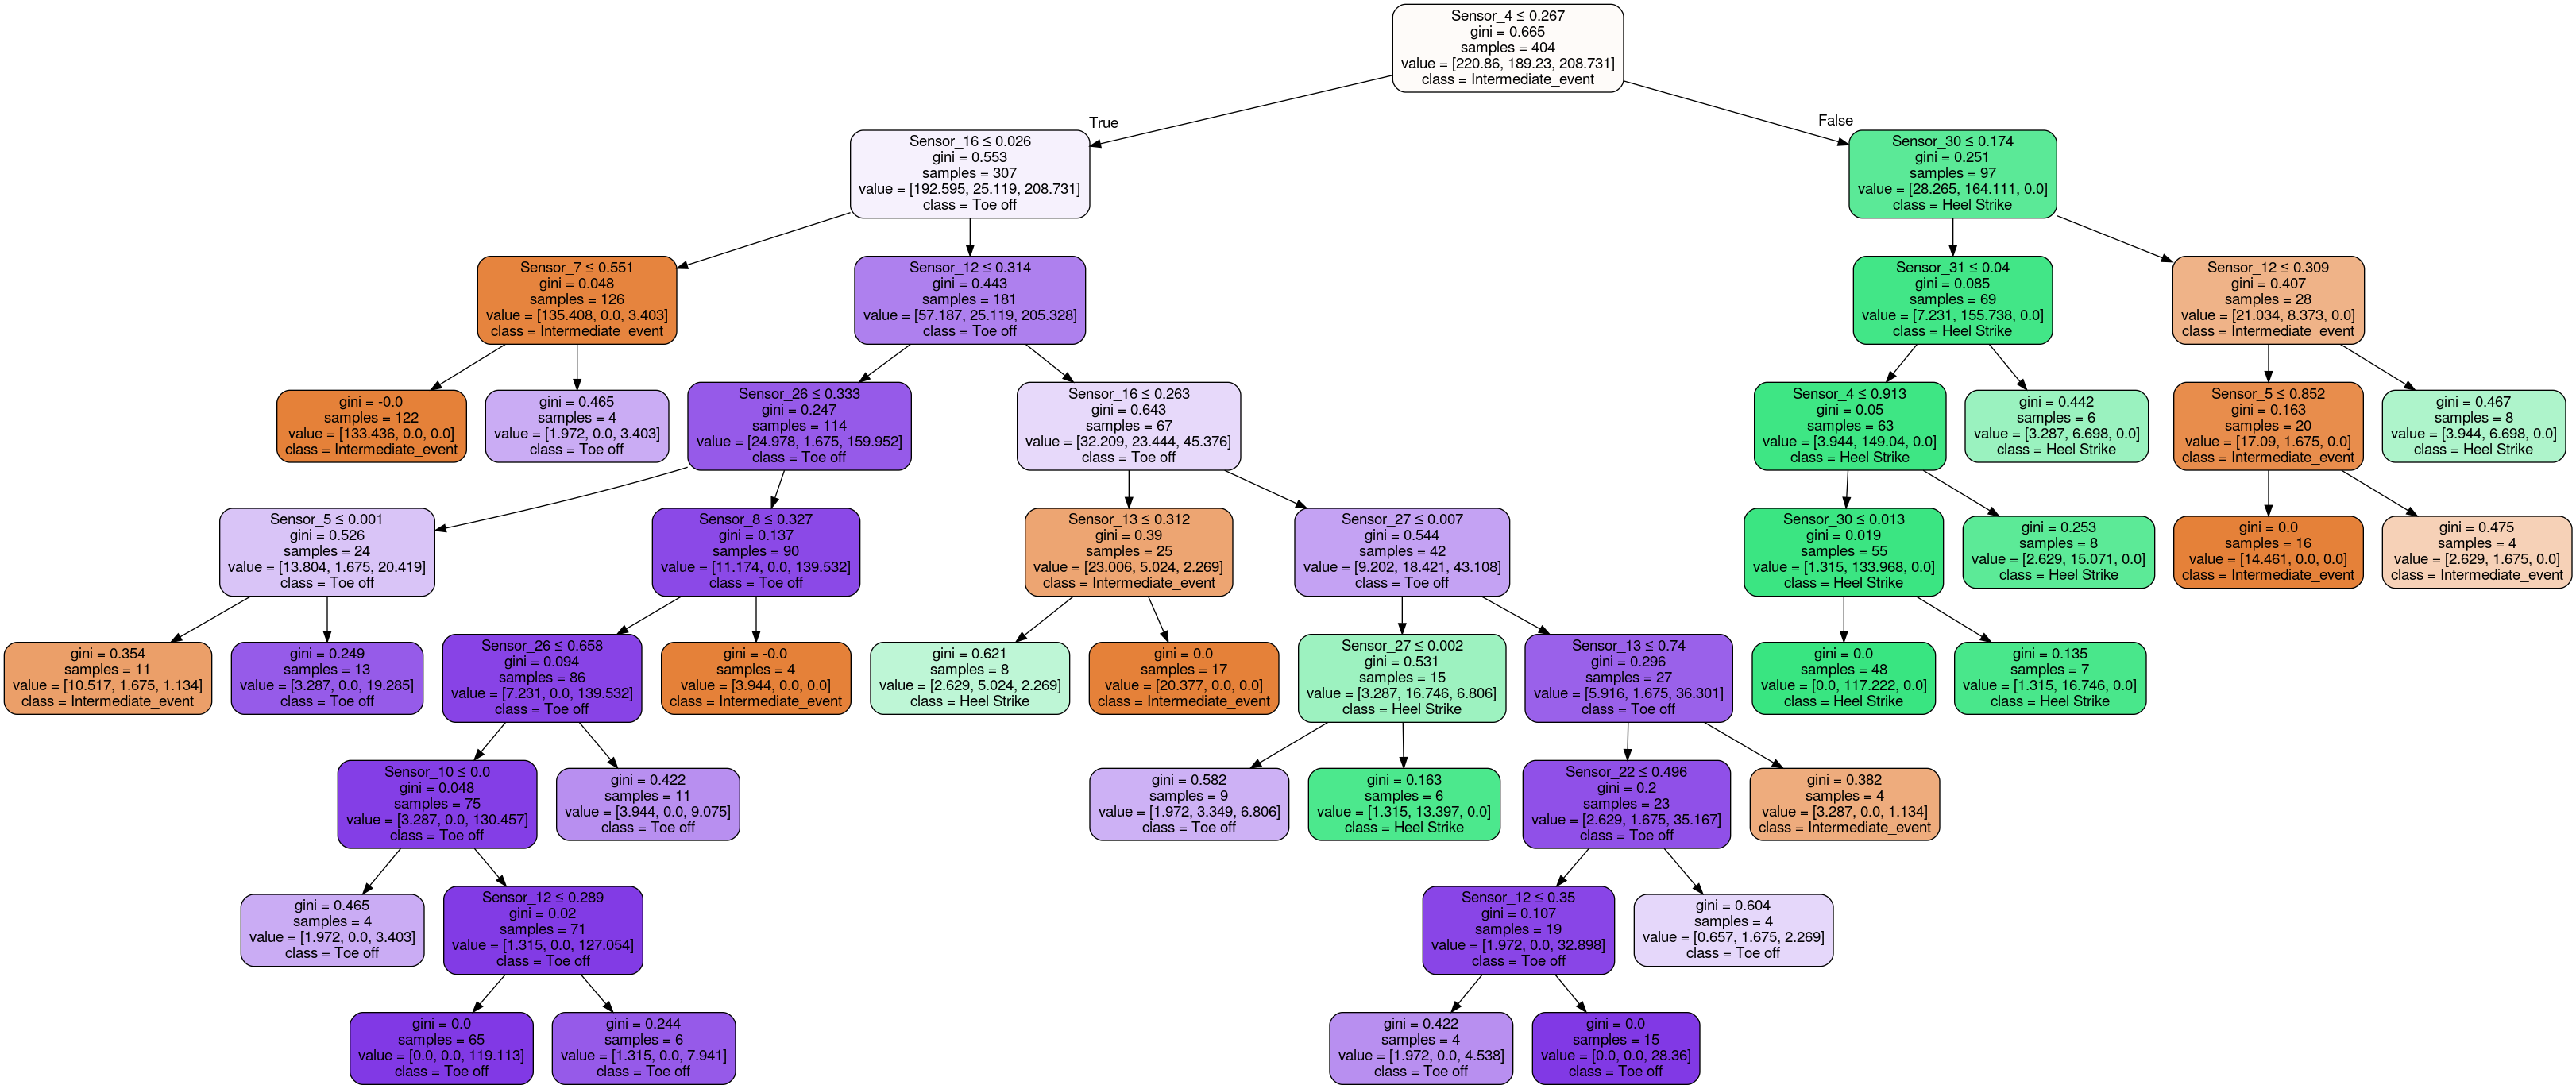 Sensor_4 ≤ 0.267
gini = 0.665
samples = 404
value = [220.86, 189.23, 208.731]
class = Intermediate_event
True
False
Sensor_16 ≤ 0.026
gini = 0.553
samples = 307
value = [192.595, 25.119, 208.731]
class = Toe off
Sensor_30 ≤ 0.174
gini = 0.251
samples = 97
value = [28.265, 164.111, 0.0]
class = Heel Strike
Sensor_7 ≤ 0.551
gini = 0.048
samples = 126
value = [135.408, 0.0, 3.403]
class = Intermediate_event
Sensor_12 ≤ 0.314
gini = 0.443
samples = 181
value = [57.187, 25.119, 205.328]
class = Toe off
Sensor_31 ≤ 0.04
gini = 0.085
samples = 69
value = [7.231, 155.738, 0.0]
class = Heel Strike
Sensor_12 ≤ 0.309
gini = 0.407
samples = 28
value = [21.034, 8.373, 0.0]
class = Intermediate_event
gini = -0.0
samples = 122
value = [133.436, 0.0, 0.0]
class = Intermediate_event
gini = 0.465
samples = 4
value = [1.972, 0.0, 3.403]
class = Toe off
Sensor_26 ≤ 0.333
gini = 0.247
samples = 114
value = [24.978, 1.675, 159.952]
class = Toe off
Sensor_16 ≤ 0.263
gini = 0.643
samples = 67
value = [32.209, 23.444, 45.376]
class = Toe off
Sensor_4 ≤ 0.913
gini = 0.05
samples = 63
value = [3.944, 149.04, 0.0]
class = Heel Strike
gini = 0.442
samples = 6
value = [3.287, 6.698, 0.0]
class = Heel Strike
Sensor_5 ≤ 0.852
gini = 0.163
samples = 20
value = [17.09, 1.675, 0.0]
class = Intermediate_event
gini = 0.467
samples = 8
value = [3.944, 6.698, 0.0]
class = Heel Strike
Sensor_5 ≤ 0.001
gini = 0.526
samples = 24
value = [13.804, 1.675, 20.419]
class = Toe off
Sensor_8 ≤ 0.327
gini = 0.137
samples = 90
value = [11.174, 0.0, 139.532]
class = Toe off
Sensor_13 ≤ 0.312
gini = 0.39
samples = 25
value = [23.006, 5.024, 2.269]
class = Intermediate_event
Sensor_27 ≤ 0.007
gini = 0.544
samples = 42
value = [9.202, 18.421, 43.108]
class = Toe off
Sensor_30 ≤ 0.013
gini = 0.019
samples = 55
value = [1.315, 133.968, 0.0]
class = Heel Strike
gini = 0.253
samples = 8
value = [2.629, 15.071, 0.0]
class = Heel Strike
gini = 0.0
samples = 16
value = [14.461, 0.0, 0.0]
class = Intermediate_event
gini = 0.475
samples = 4
value = [2.629, 1.675, 0.0]
class = Intermediate_event
gini = 0.354
samples = 11
value = [10.517, 1.675, 1.134]
class = Intermediate_event
gini = 0.249
samples = 13
value = [3.287, 0.0, 19.285]
class = Toe off
Sensor_26 ≤ 0.658
gini = 0.094
samples = 86
value = [7.231, 0.0, 139.532]
class = Toe off
gini = -0.0
samples = 4
value = [3.944, 0.0, 0.0]
class = Intermediate_event
gini = 0.621
samples = 8
value = [2.629, 5.024, 2.269]
class = Heel Strike
gini = 0.0
samples = 17
value = [20.377, 0.0, 0.0]
class = Intermediate_event
Sensor_27 ≤ 0.002
gini = 0.531
samples = 15
value = [3.287, 16.746, 6.806]
class = Heel Strike
Sensor_13 ≤ 0.74
gini = 0.296
samples = 27
value = [5.916, 1.675, 36.301]
class = Toe off
gini = 0.0
samples = 48
value = [0.0, 117.222, 0.0]
class = Heel Strike
gini = 0.135
samples = 7
value = [1.315, 16.746, 0.0]
class = Heel Strike
Sensor_10 ≤ 0.0
gini = 0.048
samples = 75
value = [3.287, 0.0, 130.457]
class = Toe off
gini = 0.422
samples = 11
value = [3.944, 0.0, 9.075]
class = Toe off
gini = 0.582
samples = 9
value = [1.972, 3.349, 6.806]
class = Toe off
gini = 0.163
samples = 6
value = [1.315, 13.397, 0.0]
class = Heel Strike
Sensor_22 ≤ 0.496
gini = 0.2
samples = 23
value = [2.629, 1.675, 35.167]
class = Toe off
gini = 0.382
samples = 4
value = [3.287, 0.0, 1.134]
class = Intermediate_event
gini = 0.465
samples = 4
value = [1.972, 0.0, 3.403]
class = Toe off
Sensor_12 ≤ 0.289
gini = 0.02
samples = 71
value = [1.315, 0.0, 127.054]
class = Toe off
Sensor_12 ≤ 0.35
gini = 0.107
samples = 19
value = [1.972, 0.0, 32.898]
class = Toe off
gini = 0.604
samples = 4
value = [0.657, 1.675, 2.269]
class = Toe off
gini = 0.0
samples = 65
value = [0.0, 0.0, 119.113]
class = Toe off
gini = 0.244
samples = 6
value = [1.315, 0.0, 7.941]
class = Toe off
gini = 0.422
samples = 4
value = [1.972, 0.0, 4.538]
class = Toe off
gini = 0.0
samples = 15
value = [0.0, 0.0, 28.36]
class = Toe off